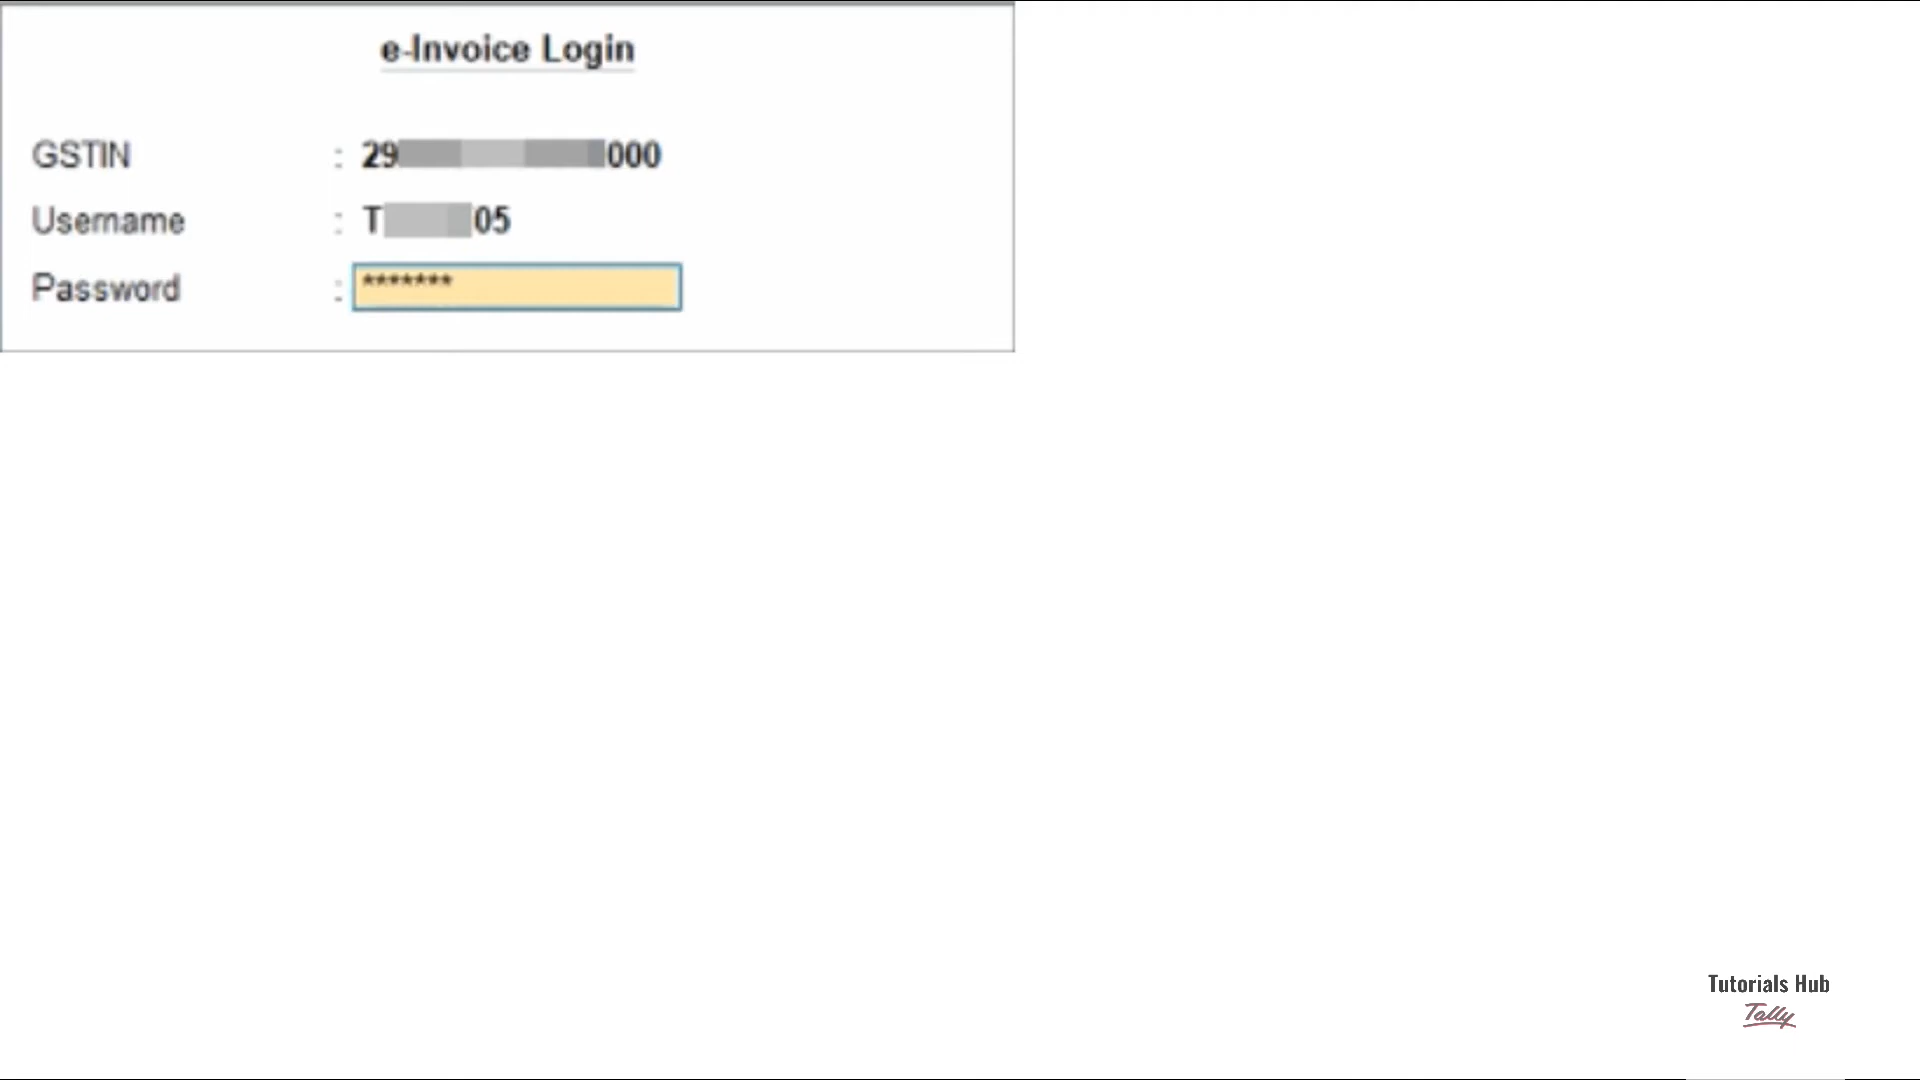 e-Invoice Login
GSTIN : 29 000
Username : T 05
Password : *******
Tutorials Hub
Tally